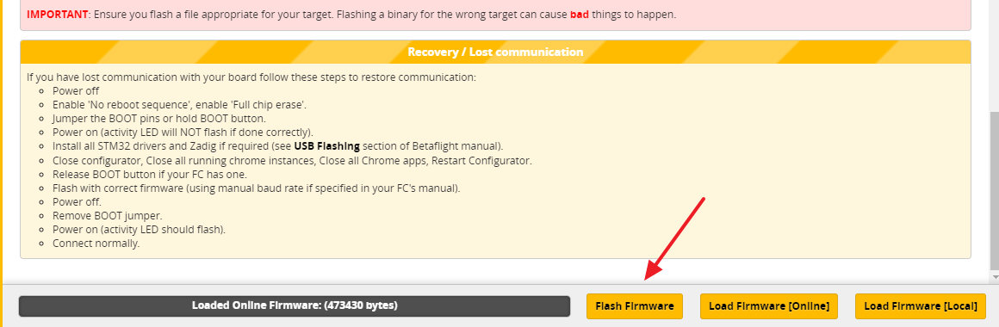 IMPORTANT: Ensure you flash a file appropriate for your target. Flashing a binary for the wrong target can cause bad things to happen.
Recovery / Lost communication
If you have lost communication with your board follow these steps to restore communication:
Power off
Enable 'No reboot sequence', enable 'Full chip erase'.
Jumper the BOOT pins or hold BOOT button.
Power on (activity LED will NOT flash if done correctly).
Install all STM32 drivers and Zadig if required (see USB Flashing section of Betaflight manual).
Close configurator, Close all running chrome instances, Close all Chrome apps, Restart Configurator.
Release BOOT button if your FC has one.
Flash with correct firmware (using manual baud rate if specified in your FC's manual).
Power off.
Remove BOOT jumper.
Power on (activity LED should flash).
Connect normally.
Loaded Online Firmware: (473430 bytes)
Flash Firmware
Load Firmware [Online]
Load Firmware [Local]